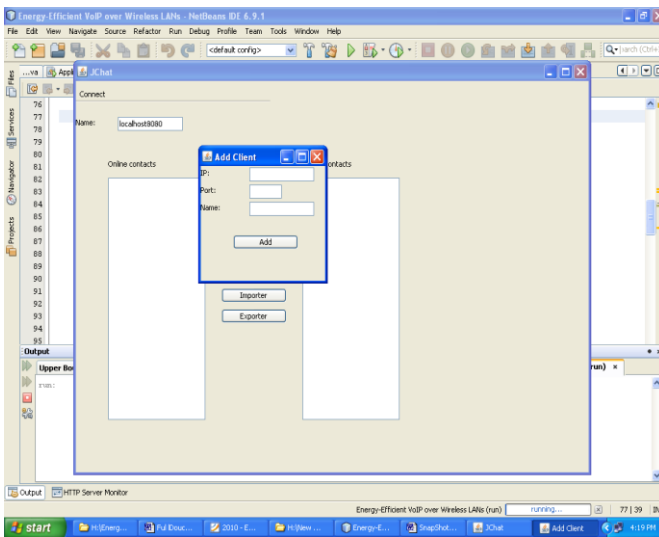 Energy-Efficient VoIP over Wireless LANs - NetBeans IDE 6.9.1
File Edit View Navigate Source Refactor Run Debug Profile Team Tools Window Help
<default config>
...va
JChat
Connect
Name: localhost8080
Online contacts
Add Client
IP:
Port:
Name:
Add
Importer
Exporter
Files
Services
Navigator
Projects
76
77
78
79
80
81
82
83
84
85
86
87
88
89
90
91
92
93
94
95
Output
Upper
run) ×
run:
Output HTTP Server Monitor
Energy-Efficient VoIP over Wireless LANs (run) running... 77 | 39
start H:\Energ... 2010 - E... H:\New ... Energy-E... SnapShot... JChat Add Client 4:19 PM